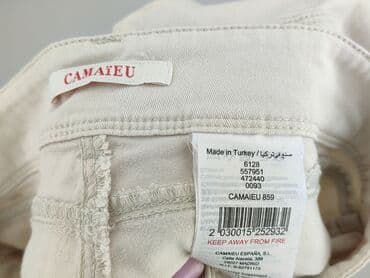 CAMAÏEU
Made in Turkey / صنع في تركيا
6128
557951
472440
0093
CAMAIEU 859
2 030015 252932
KEEP AWAY FROM FIRE
CAMAIEU ESPAÑA, S.L.